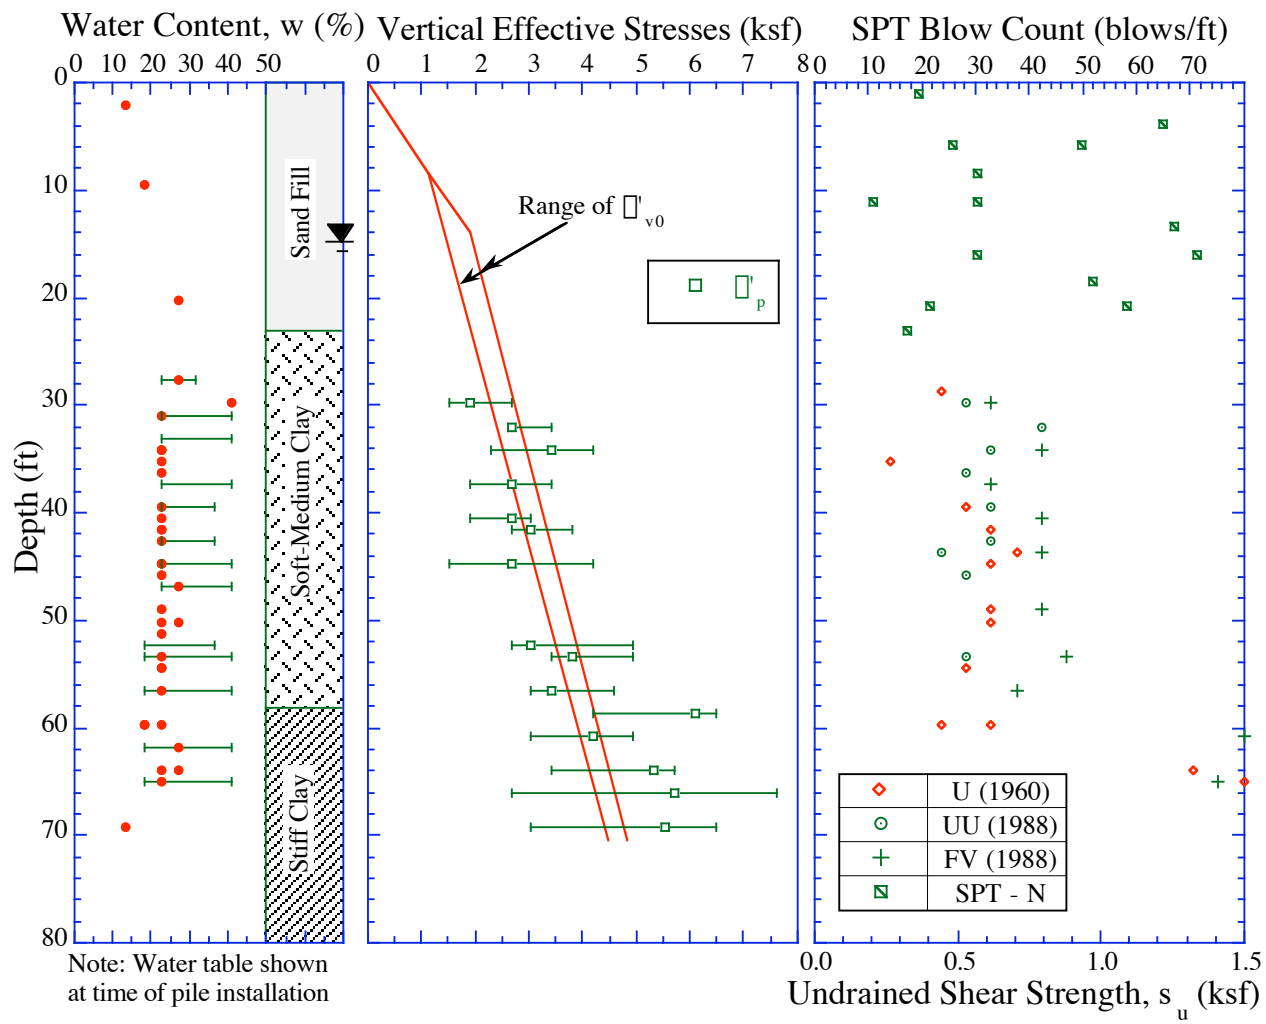 Water Content, w (%)
Vertical Effective Stresses (ksf)
SPT Blow Count (blows/ft)
0 10 20 30 40 50
0 1 2 3 4 5 6 7 8
0 10 20 30 40 50 60 70
0
10
20
30
40
50
60
70
80
Depth (ft)
Sand Fill
Soft-Medium Clay
Stiff Clay
Range of □'v0
□'p
U (1960)
UU (1988)
FV (1988)
SPT - N
0.0 0.5 1.0 1.5
Undrained Shear Strength, su (ksf)
Note: Water table shown
at time of pile installation